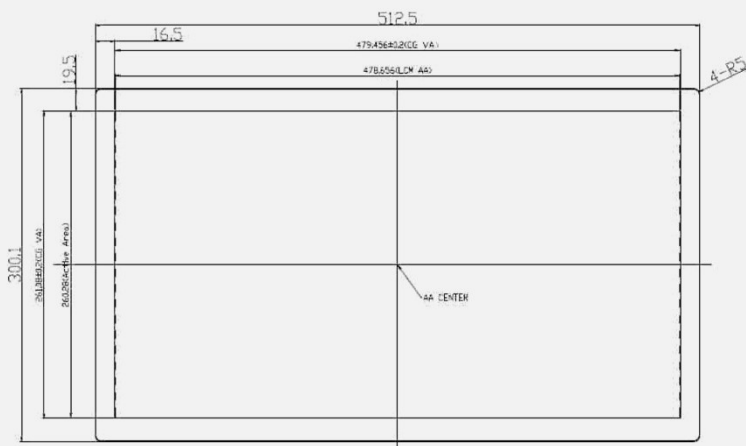 512.5
16.5
479.456±0.2(CG VA)
478.656(LCM AA)
19.5
4-R5
300.1
261.38±0.2(CG VA)
260.28(Active Area)
AA CENTER